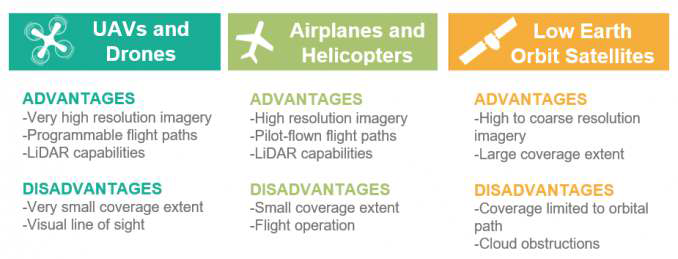 UAVs and
Drones
ADVANTAGES
-Very high resolution imagery
-Programmable flight paths
-LiDAR capabilities
DISADVANTAGES
-Very small coverage extent
-Visual line of sight
Airplanes and
Helicopters
ADVANTAGES
-High resolution imagery
-Pilot-flown flight paths
-LiDAR capabilities
DISADVANTAGES
-Small coverage extent
-Flight operation
Low Earth
Orbit Satellites
ADVANTAGES
-High to coarse resolution
imagery
-Large coverage extent
DISADVANTAGES
-Coverage limited to orbital
path
-Cloud obstructions